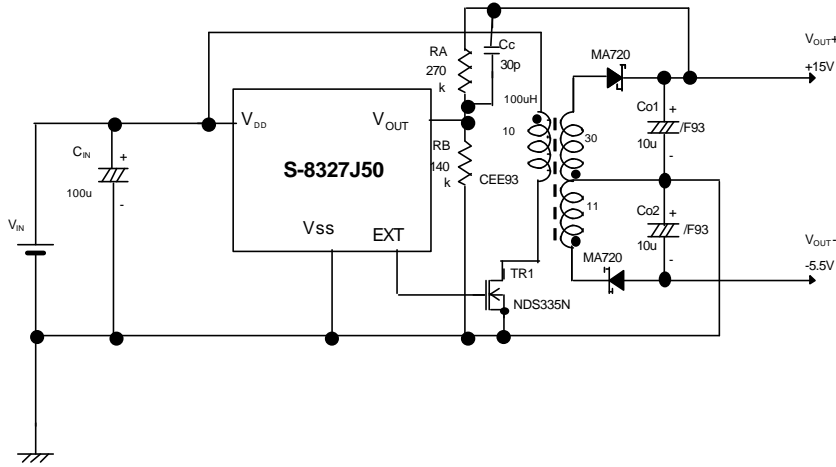 RA
270
k
Cc
30p
MA720
VOUT+
+15V
100uH
10
30
Co1
+
/F93
10u
-
VDD
VOUT
S-8327J50
RB
140
k
CEE93
CIN
+
100u
-
11
Co2
+
/F93
10u
-
VIN
Vss
EXT
MA720
VOUT-
-5.5V
TR1
NDS335N